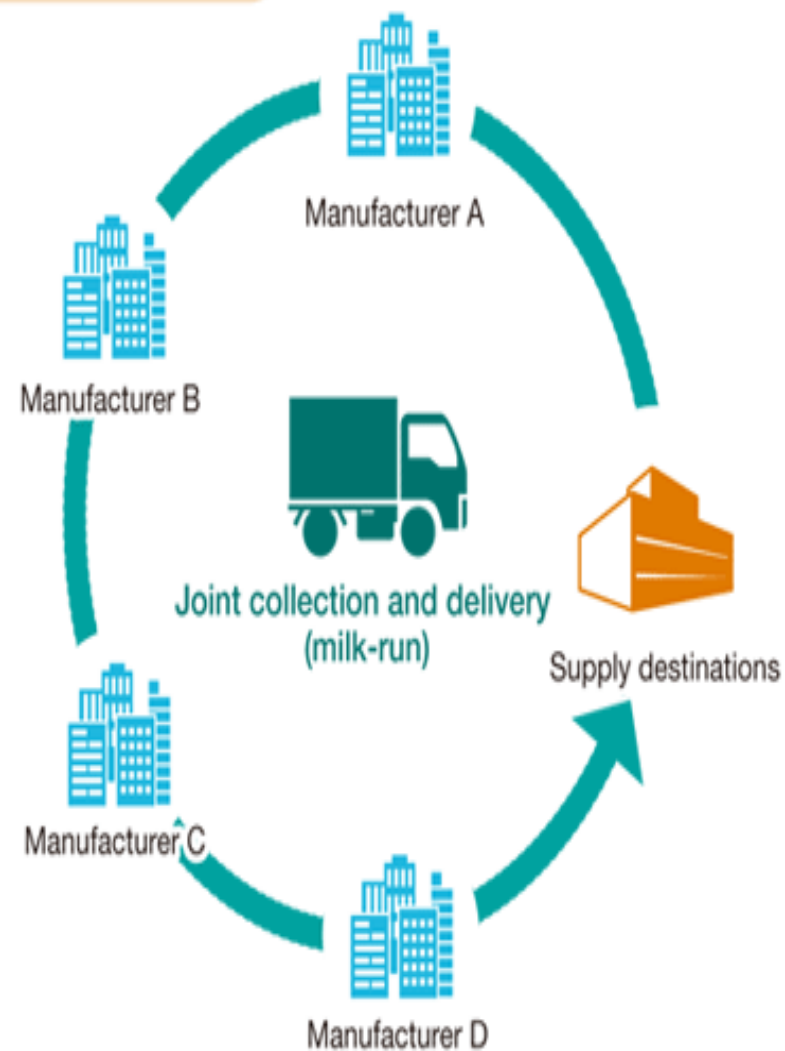 Manufacturer A
Manufacturer B
Joint collection and delivery
(milk-run)
Supply destinations
Manufacturer C
Manufacturer D